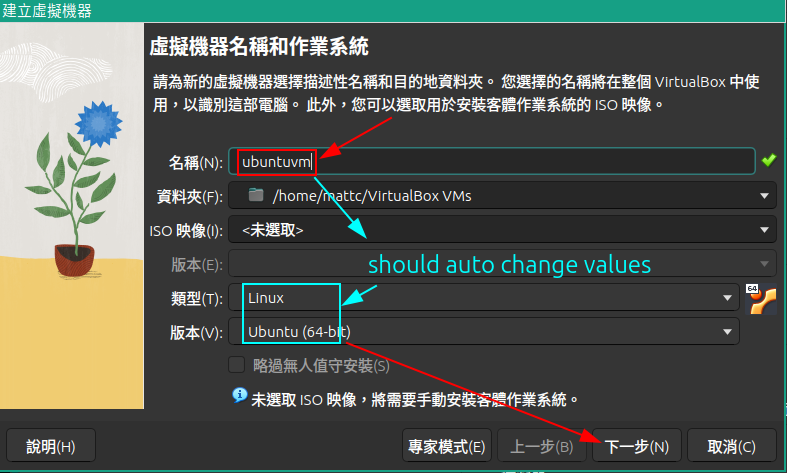 建立虛擬機器
虛擬機器名稱和作業系統
請為新的虛擬機器選擇描述性名稱和目的地資料夾。 您選擇的名稱將在整個 VirtualBox 中使
用，以識別這部電腦。 此外，您可以選取用於安裝客體作業系統的 ISO 映像。
名稱(N): ubuntuvm
資料夾(F): /home/mattc/VirtualBox VMs
ISO 映像(I): <未選取>
版本(E):
should auto change values
類型(T): Linux
64
版本(V): Ubuntu (64-bit)
略過無人值守安裝(S)
未選取 ISO 映像，將需要手動安裝客體作業系統。
說明(H) 專家模式(E) 上一步(B) 下一步(N) 取消(C)